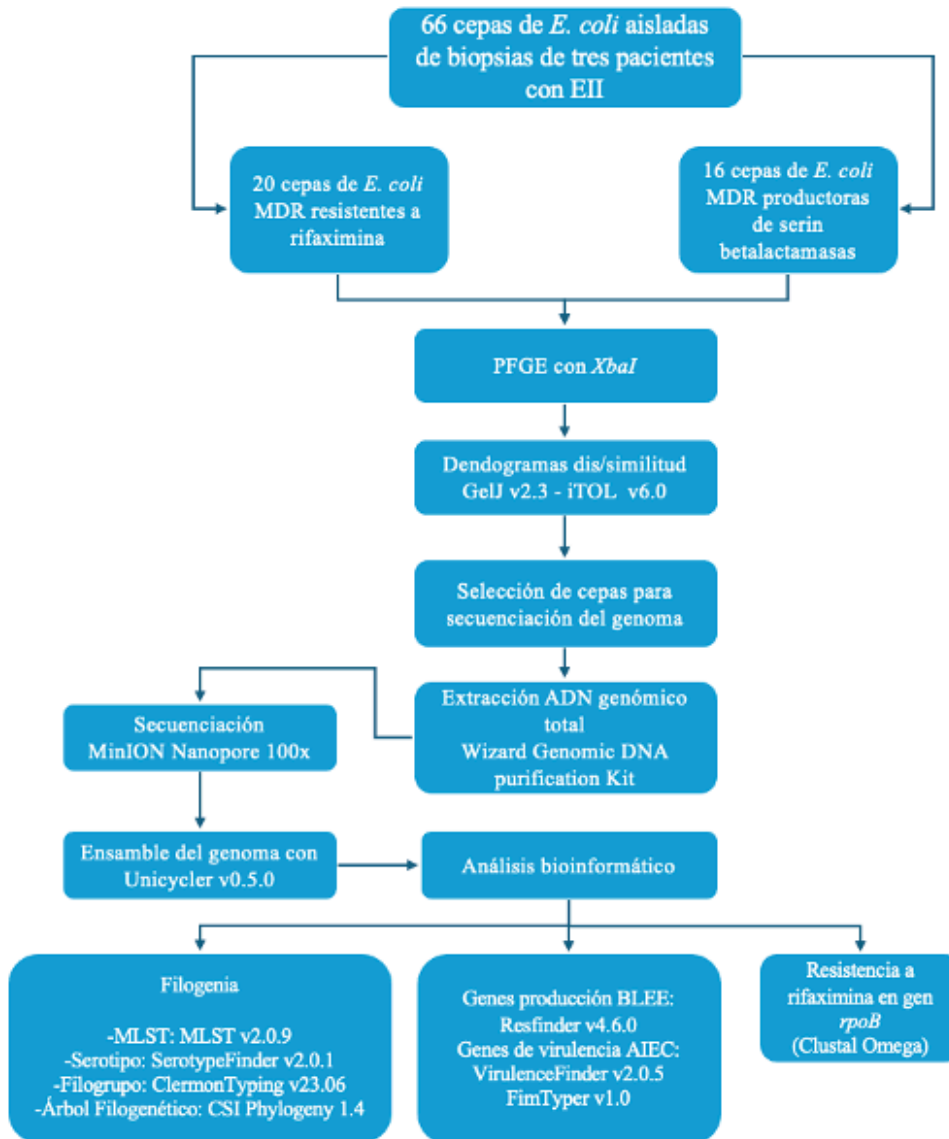 66 cepas de E. coli aisladas
de biopsias de tres pacientes
con EII
20 cepas de E. coli
MDR resistentes a
rifaximina
16 cepas de E. coli
MDR productoras
de serin
betalactamasas
PFGE con XbaI
Dendogramas dis/similitud
GelJ v2.3 - iTOL v6.0
Selección de cepas para
secuenciación del genoma
Extracción ADN genómico
total
Wizard Genomic DNA
purification Kit
Secuenciación
MinION Nanopore 100x
Ensamble del genoma con
Unicycler v0.5.0
Análisis bioinformático
Filogenia
-MLST: MLST v2.0.9
-Serotipo: SerotypeFinder v2.0.1
-Filogrupo: ClermonTyping v23.06
-Árbol Filogenético: CSI Phylogeny 1.4
Genes producción BLEE:
Resfinder v4.6.0
Genes de virulencia AIEC:
VirulenceFinder v2.0.5
FimTyper v1.0
Resistencia a
rifaximina en gen
rpoB
(Clustal Omega)